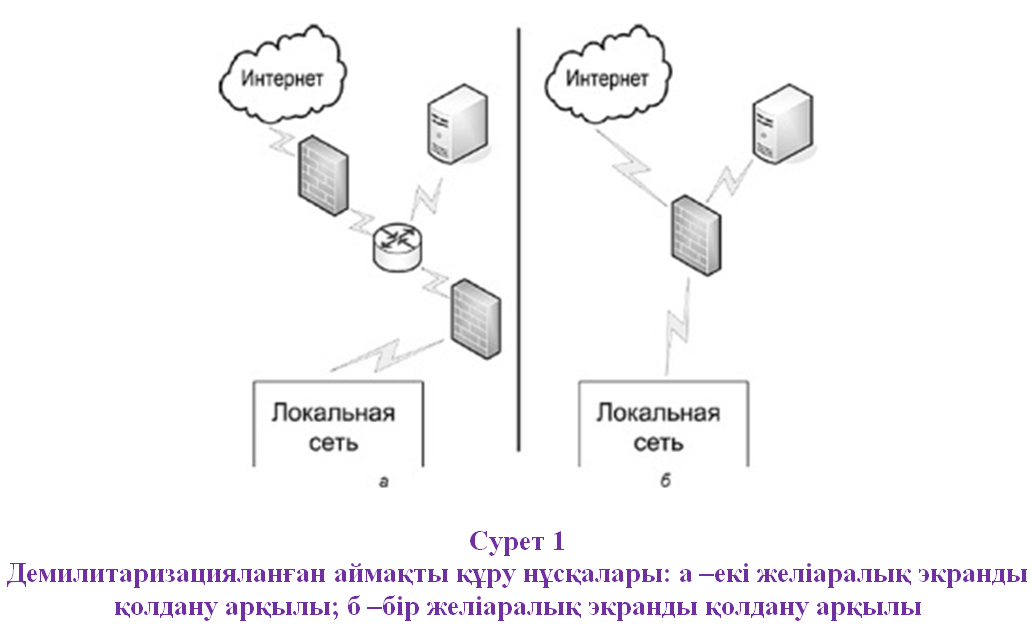 Интернет
Интернет
Локальная
сеть
Локальная
сеть
а
б
Сурет 1
Демилитаризацияланған аймақты құру нұсқалары: а –екі желіаралық экранды
қолдану арқылы; б –бір желіаралық экранды қолдану арқылы